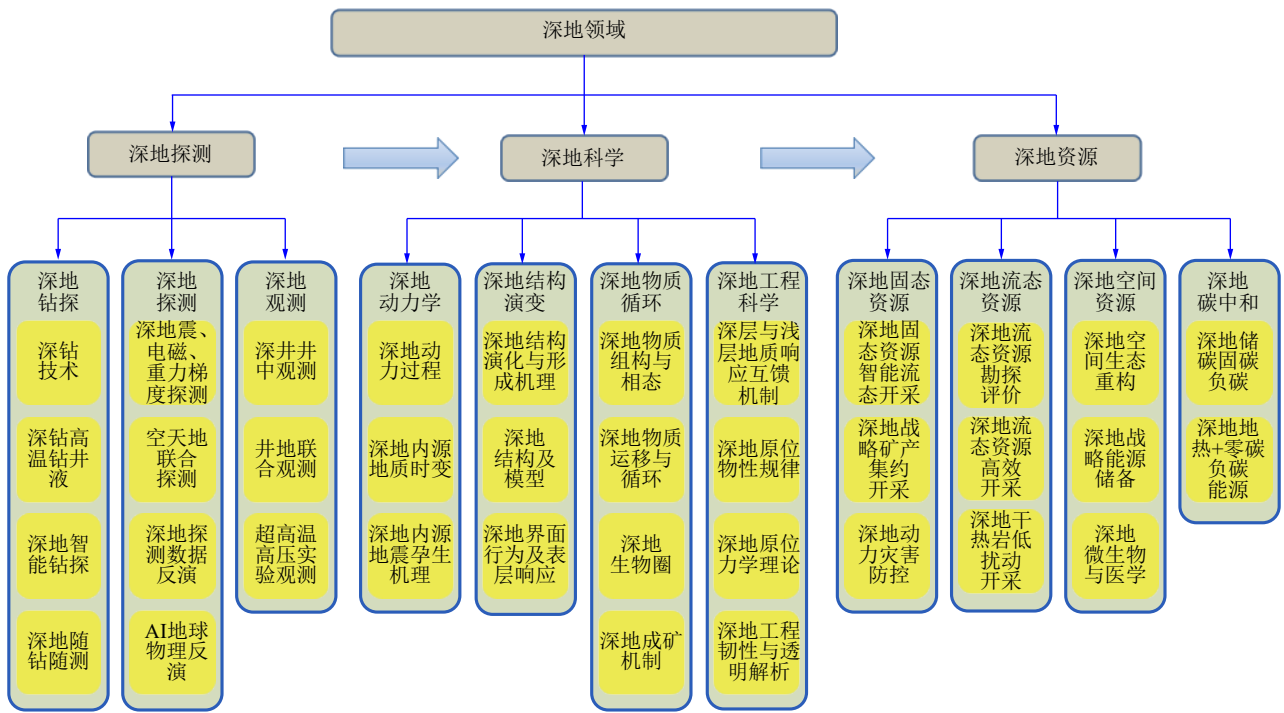 深地领域
深地探测
深地科学
深地资源
深地
钻探
深钻
技术
深钻高
温钻井
液
深地智
能钻探
深地随
钻随测
深地
探测
深地震、
电磁、
重力梯
度探测
空天地
联合
探测
深地探
测数据
反演
AI地球
物理反
演
深地
观测
深井井
中观测
井地联
合观测
超高温
高压实
验观测
深地
动力学
深地动
力过程
深地内源
地质时变
深地内源
地震孕生
机理
深地结构
演变
深地结构
演化与形
成机理
深地
结构及
模型
深地界面
行为及表
层响应
深地物质
循环
深地物质
组构与
相态
深地物质
运移与
循环
深地
生物圈
深地成矿
机制
深地工程
科学
深层与浅
层地质响
应互馈
机制
深地原位
物性规律
深地原位
力学理论
深地工程
韧性与透
明解析
深地固态
资源
深地固
态资源
智能流
态开采
深地战
略矿产
集约
开采
深地动
力灾害
防控
深地流态
资源
深地流
态资源
勘探
评价
深地流
态资源
高效
开采
深地干
热岩低
扰动
开采
深地空间
资源
深地空
间生态
重构
深地战
略能源
储备
深地
微生物
与医学
深地
碳中和
深地储
碳固碳
负碳
深地地
热+零碳
负碳
能源